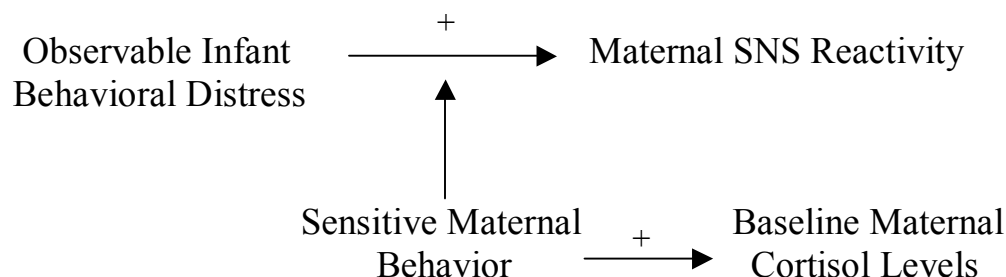 +
Observable Infant
Behavioral Distress
Maternal SNS Reactivity
Sensitive Maternal
Behavior
+
Baseline Maternal
Cortisol Levels